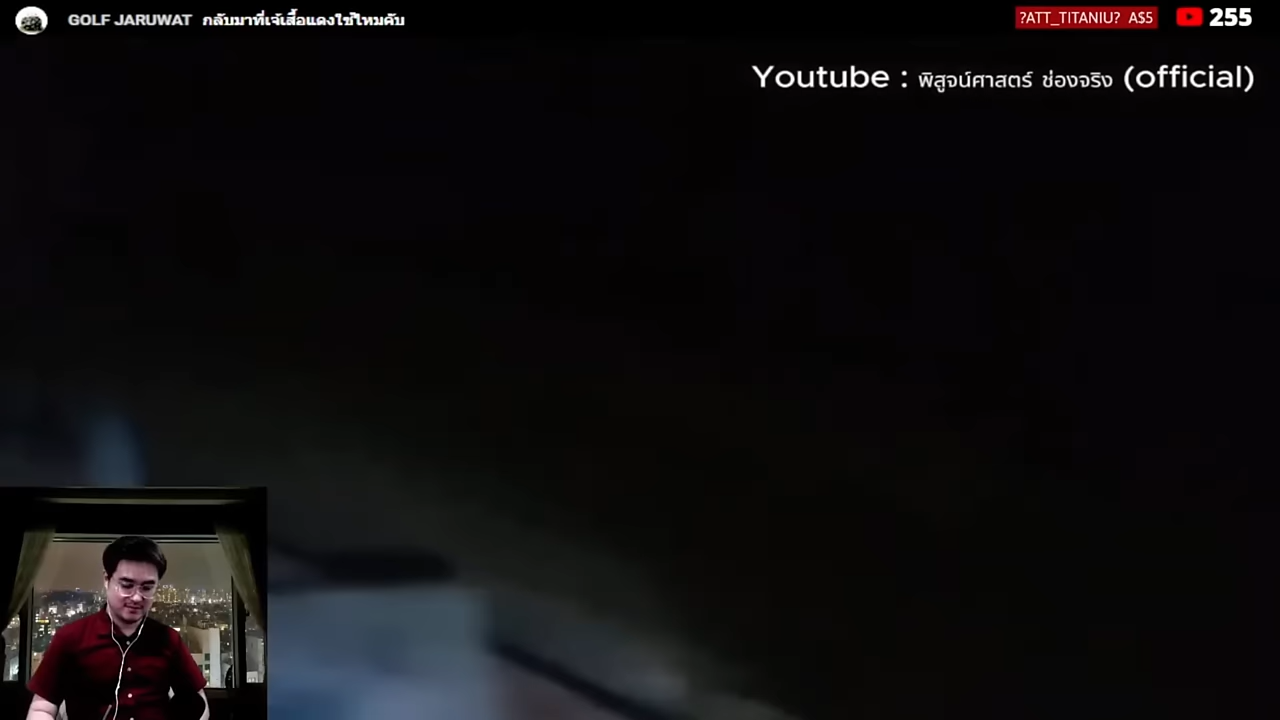 GOLF JARUWAT กลับมาที่เจ้เสื้อแดงใช้ไหมคับ
?ATT_TITANIU? A$5
255
Youtube : พิสูจน์ศาสตร์ ช่องจริง (official)